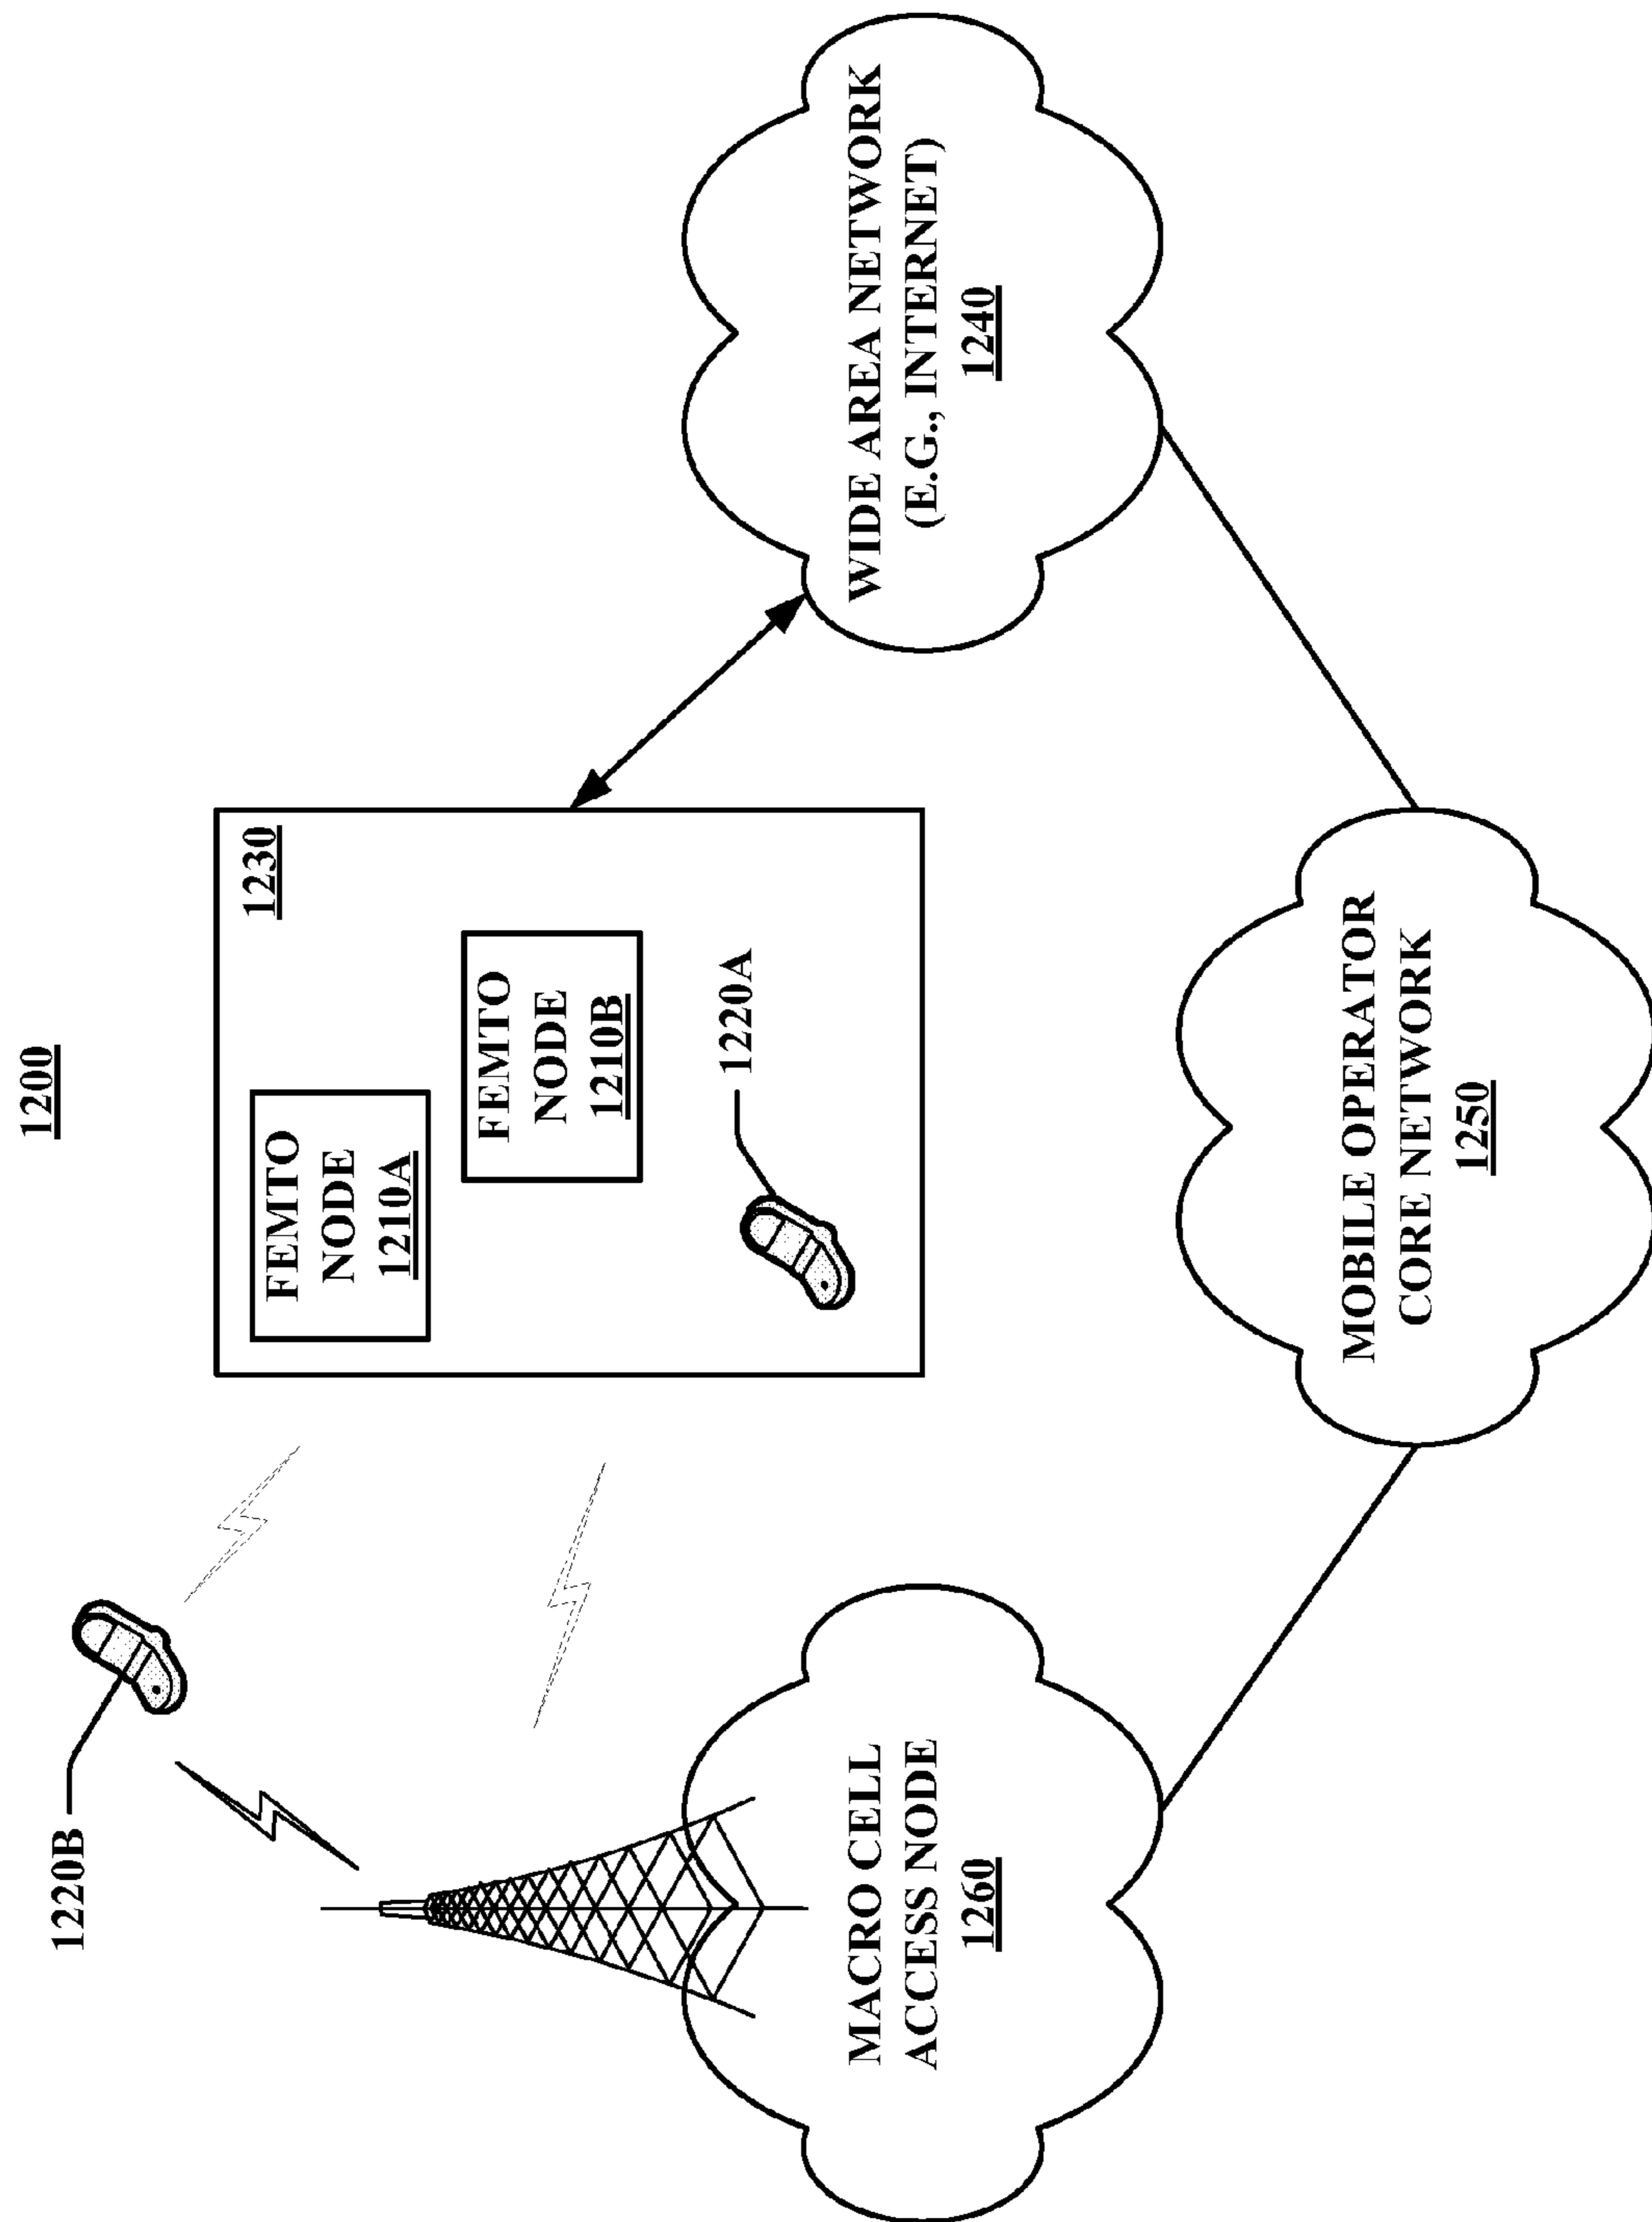 1200
1220B
FEMTO
NODE
1210A
1230
FEMTO
NODE
1210B
1220A
MACRO CELL
ACCESS NODE
1260
WIDE AREA NETWORK
(E.G., INTERNET)
1240
MOBILE OPERATOR
CORE NETWORK
1250